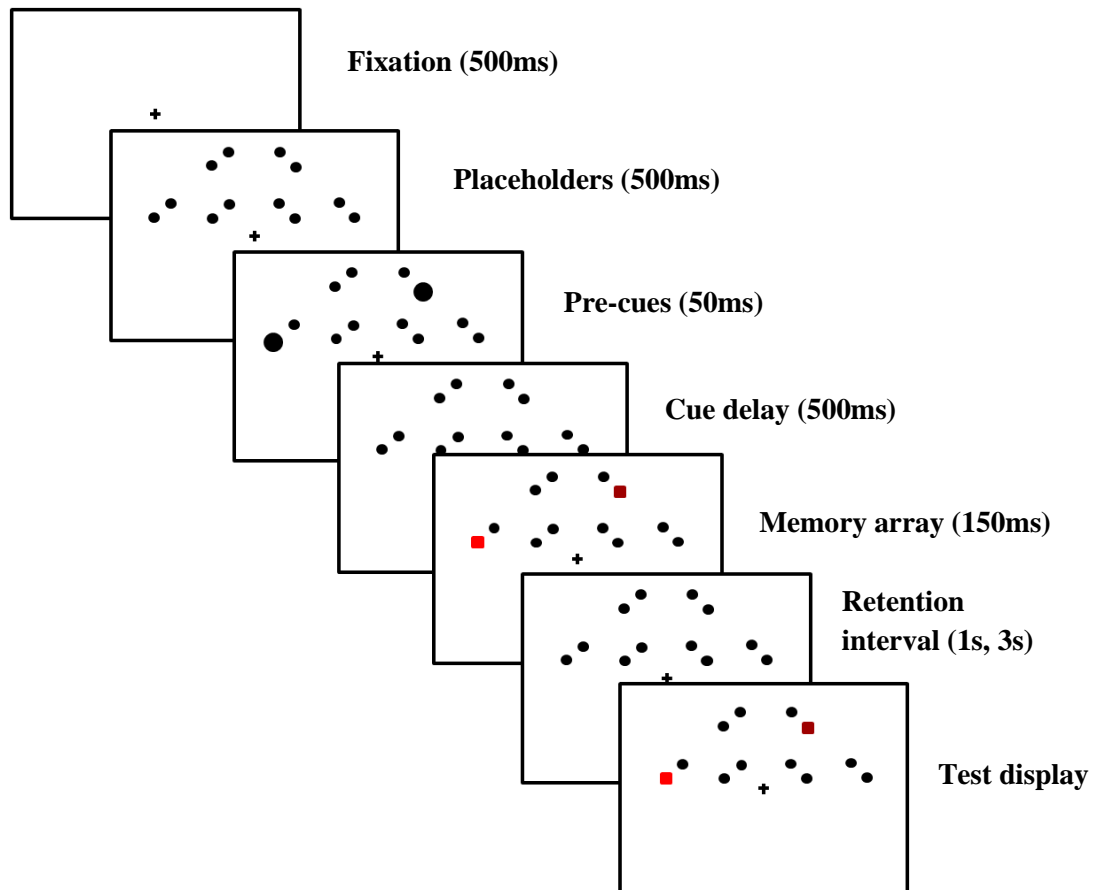 Fixation (500ms)
Placeholders (500ms)
Pre-cues (50ms)
Cue delay (500ms)
Memory array (150ms)
Retention
interval (1s, 3s)
Test display